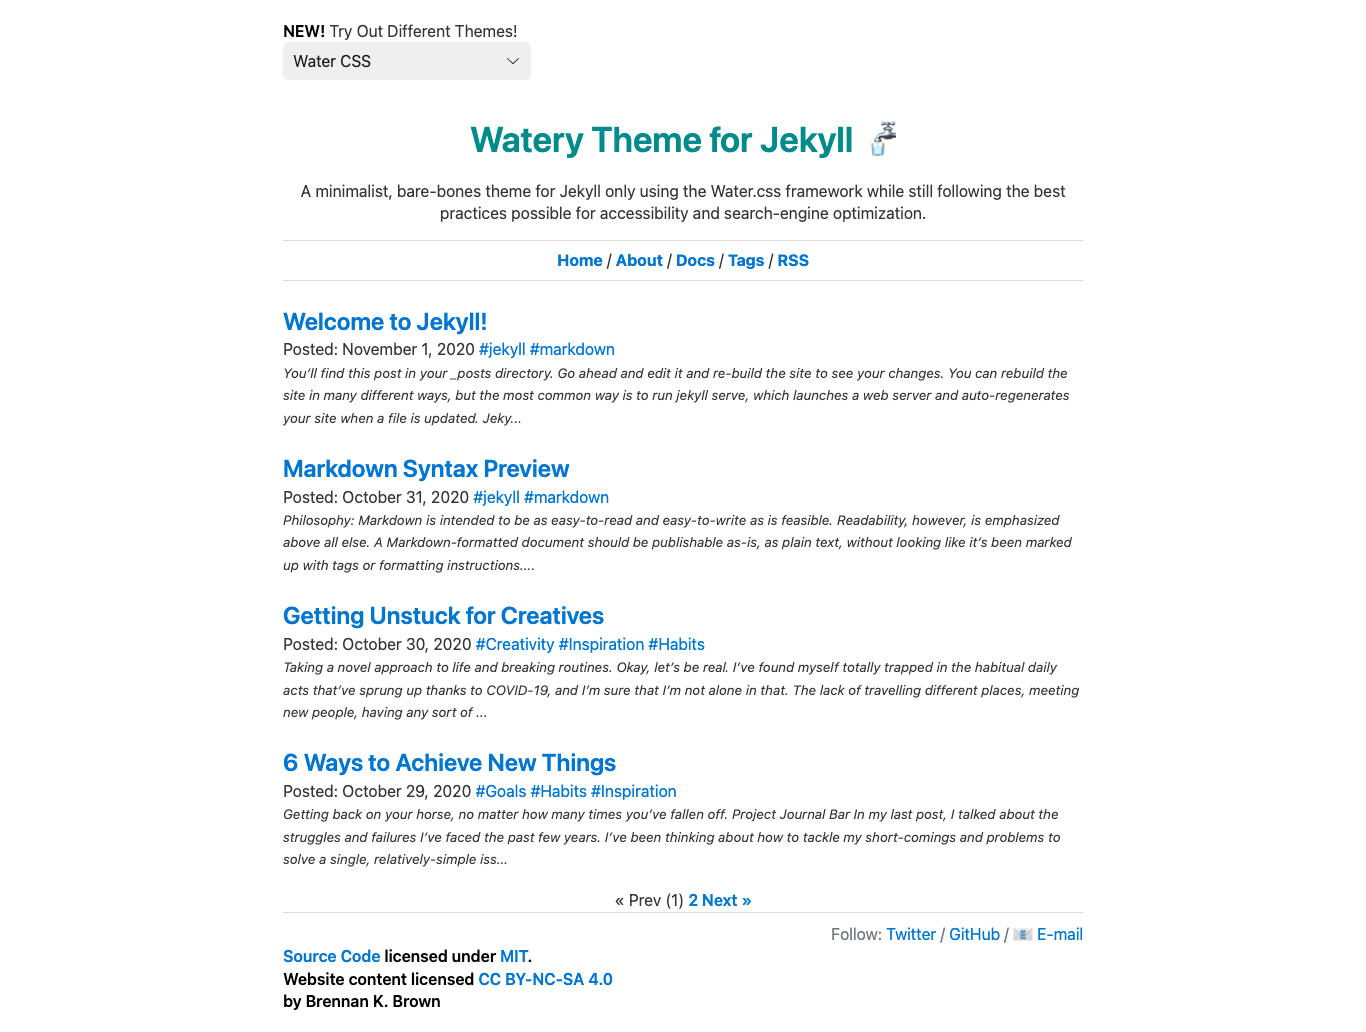 NEW! Try Out Different Themes!
Water CSS
Watery Theme for Jekyll
A minimalist, bare-bones theme for Jekyll only using the Water.css framework while still following the best
practices possible for accessibility and search-engine optimization.
Home / About / Docs / Tags / RSS
Welcome to Jekyll!
Posted: November 1, 2020 #jekyll #markdown
You’ll find this post in your _posts directory. Go ahead and edit it and re-build the site to see your changes. You can rebuild the
site in many different ways, but the most common way is to run jekyll serve, which launches a web server and auto-regenerates
your site when a file is updated. Jeky...
Markdown Syntax Preview
Posted: October 31, 2020 #jekyll #markdown
Philosophy: Markdown is intended to be as easy-to-read and easy-to-write as is feasible. Readability, however, is emphasized
above all else. A Markdown-formatted document should be publishable as-is, as plain text, without looking like it’s been marked
up with tags or formatting instructions....
Getting Unstuck for Creatives
Posted: October 30, 2020 #Creativity #Inspiration #Habits
Taking a novel approach to life and breaking routines. Okay, let’s be real. I’ve found myself totally trapped in the habitual daily
acts that’ve sprung up thanks to COVID-19, and I’m sure that I’m not alone in that. The lack of travelling different places, meeting
new people, having any sort of ...
6 Ways to Achieve New Things
Posted: October 29, 2020 #Goals #Habits #Inspiration
Getting back on your horse, no matter how many times you’ve fallen off. Project Journal Bar In my last post, I talked about the
struggles and failures I’ve faced the past few years. I’ve been thinking about how to tackle my short-comings and problems to
solve a single, relatively-simple iss...
« Prev (1) 2 Next »
Follow: Twitter / GitHub / 📧 E-mail
Source Code licensed under MIT.
Website content licensed CC BY-NC-SA 4.0
by Brennan K. Brown